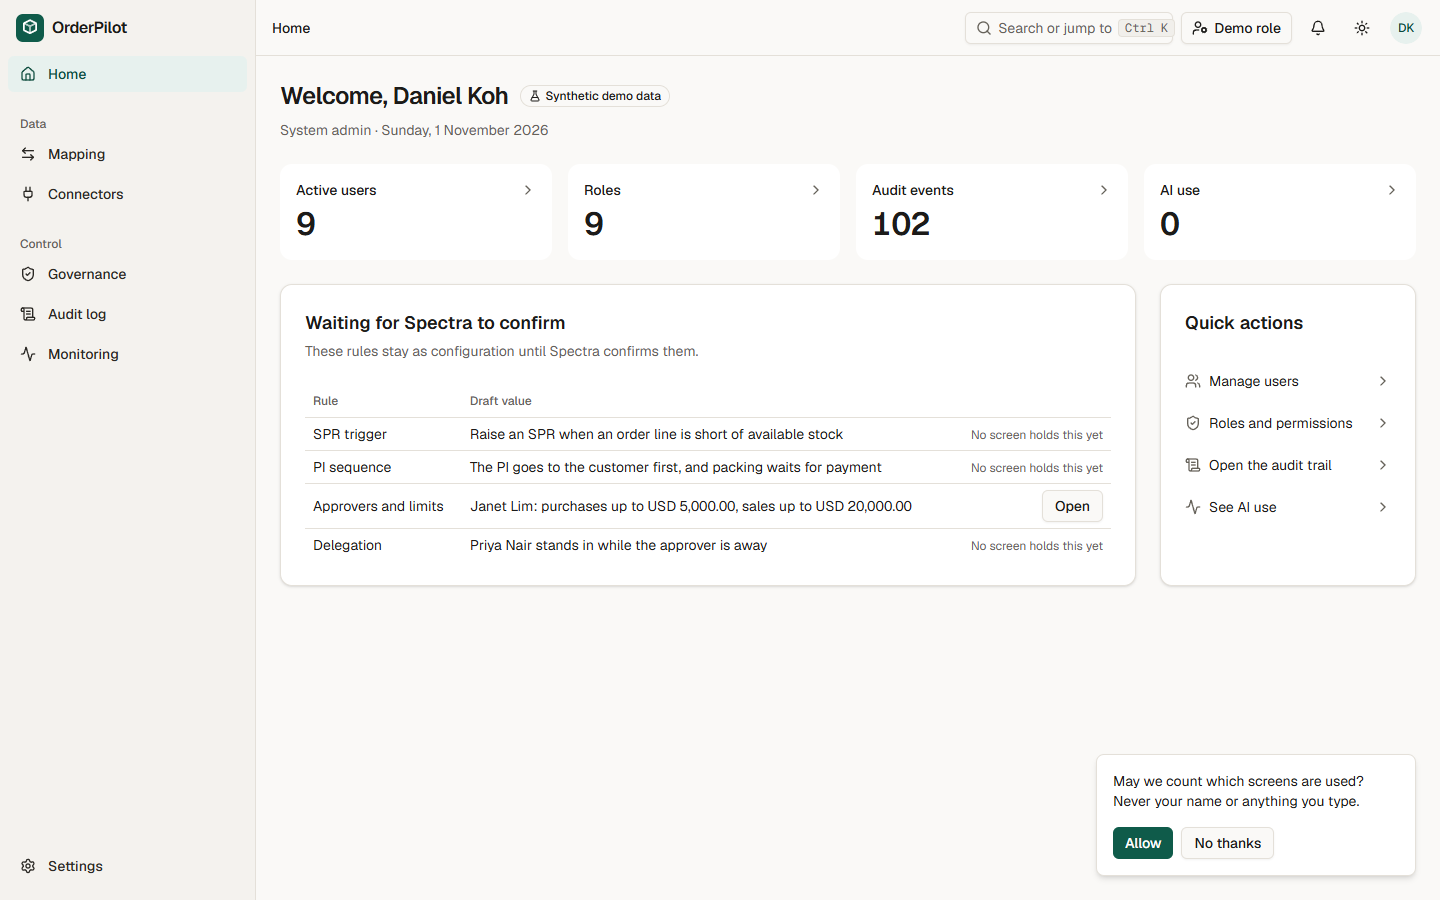 OrderPilot
Home
Search or jump to
Ctrl K
Demo role
DK
Home
Data
Mapping
Connectors
Control
Governance
Audit log
Monitoring
Settings
Welcome, Daniel Koh
Synthetic demo data
System admin · Sunday, 1 November 2026
Active users
9
Roles
9
Audit events
102
AI use
0
Waiting for Spectra to confirm
These rules stay as configuration until Spectra confirms them.
Rule
Draft value
SPR trigger
Raise an SPR when an order line is short of available stock
No screen holds this yet
PI sequence
The PI goes to the customer first, and packing waits for payment
No screen holds this yet
Approvers and limits
Janet Lim: purchases up to USD 5,000.00, sales up to USD 20,000.00
Open
Delegation
Priya Nair stands in while the approver is away
No screen holds this yet
Quick actions
Manage users
Roles and permissions
Open the audit trail
See AI use
May we count which screens are used?
Never your name or anything you type.
Allow
No thanks